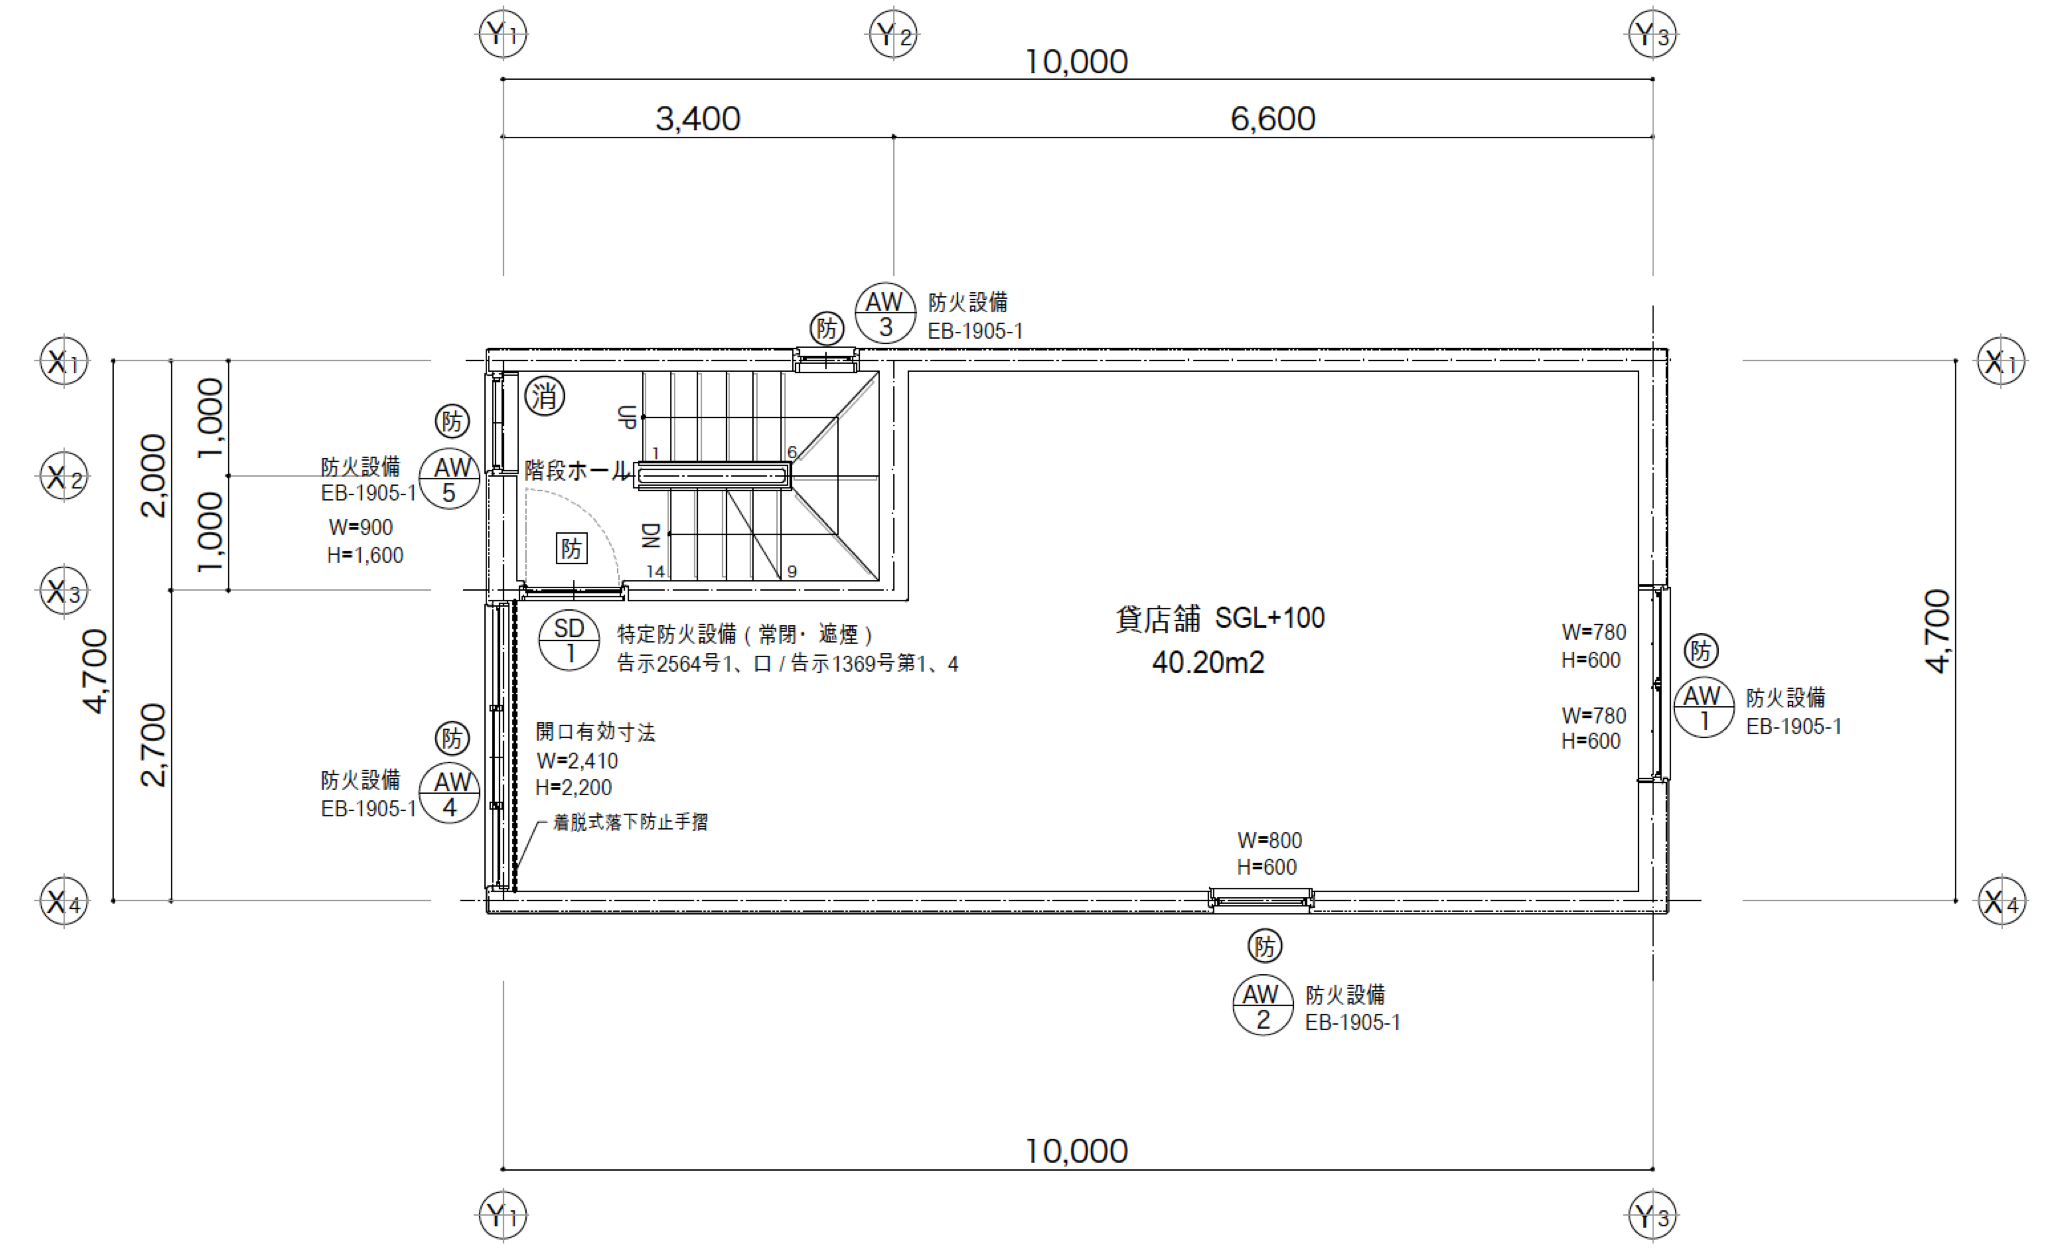 Y1
Y2
Y3
10,000
3,400
6,600
AW
3
防火設備
EB-1905-1
防
X1
X1
消
UP
1
6
1,000
2,000
防
防火設備
EB-1905-1
AW
5
階段ホール
X2
W=900
H=1,600
1,000
防
DN
14
9
X3
SD
1
特定防火設備 ( 常閉・遮煙 )
告示2564号1、ロ / 告示1369号第1、4
貸店舗 SGL+100
40.20m2
W=780
H=600
W=780
H=600
防
AW
1
防火設備
EB-1905-1
4,700
4,700
2,700
防
防火設備
EB-1905-1
AW
4
開口有効寸法
W=2,410
H=2,200
着脱式落下防止手摺
W=800
H=600
X4
X4
防
AW
2
防火設備
EB-1905-1
10,000
Y1
Y3